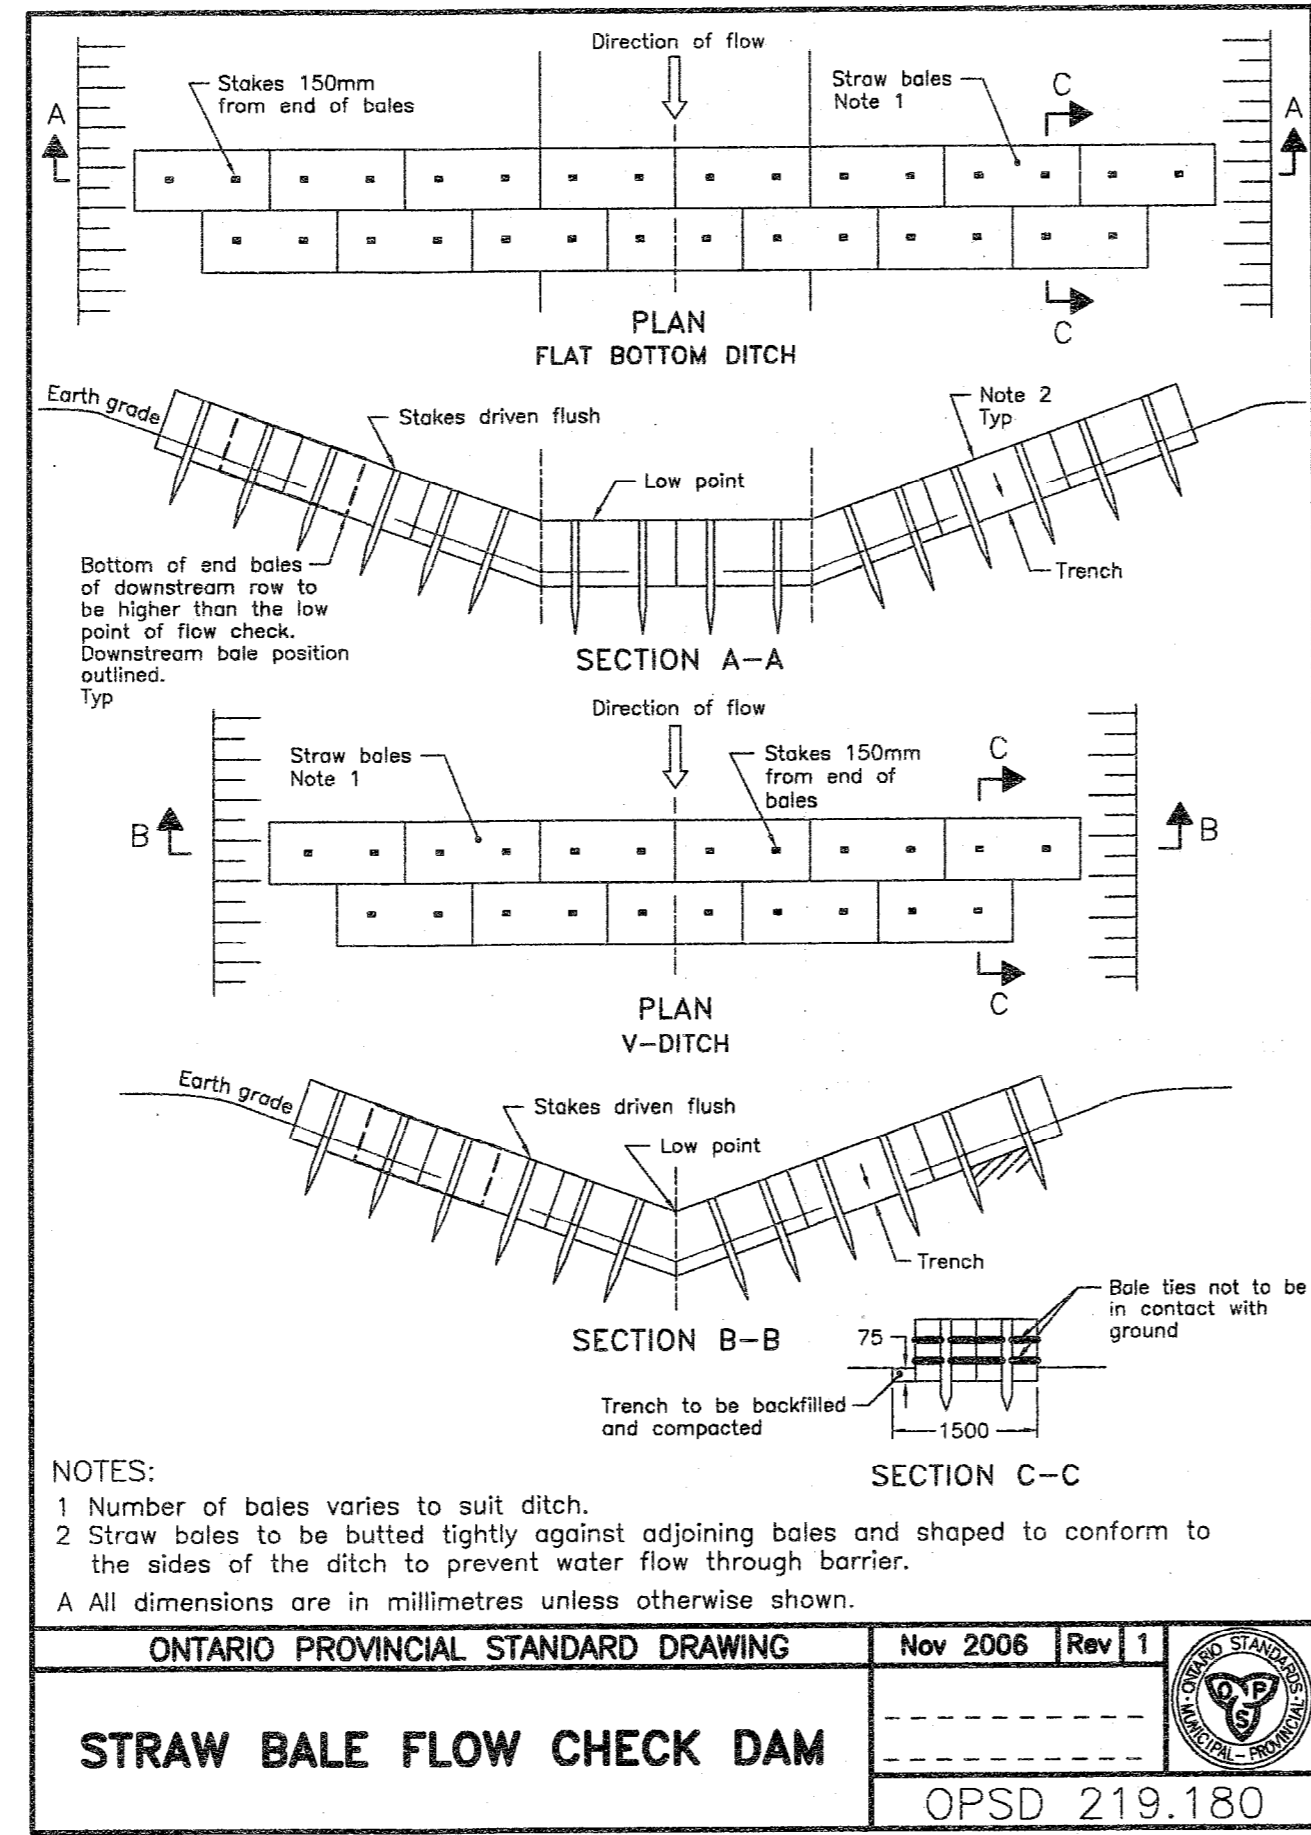 Direction of flow
Stakes 150mm
from end of bales
Straw bales
Note 1
C
A
A
C
PLAN
FLAT BOTTOM DITCH
Earth grade
Stakes driven flush
Note 2
Typ
Low point
Bottom of end bales
of downstream row to
be higher than the low
point of flow check.
Downstream bale position
outlined.
Typ
Trench
SECTION A-A
Direction of flow
Straw bales
Note 1
Stakes 150mm
from end of
bales
C
B
B
C
PLAN
V-DITCH
Earth grade
Stakes driven flush
Low point
Trench
SECTION B-B
Bale ties not to be
in contact with
ground
75
Trench to be backfilled
and compacted
1500
SECTION C-C
NOTES:
1 Number of bales varies to suit ditch.
2 Straw bales to be butted tightly against adjoining bales and shaped to conform to
the sides of the ditch to prevent water flow through barrier.
A All dimensions are in millimetres unless otherwise shown.
ONTARIO PROVINCIAL STANDARD DRAWING
Nov 2006
Rev
1
ONTARIO STANDARDS
MUNICIPAL - PROVINCIAL
O P S
STRAW BALE FLOW CHECK DAM
OPSD 219.180